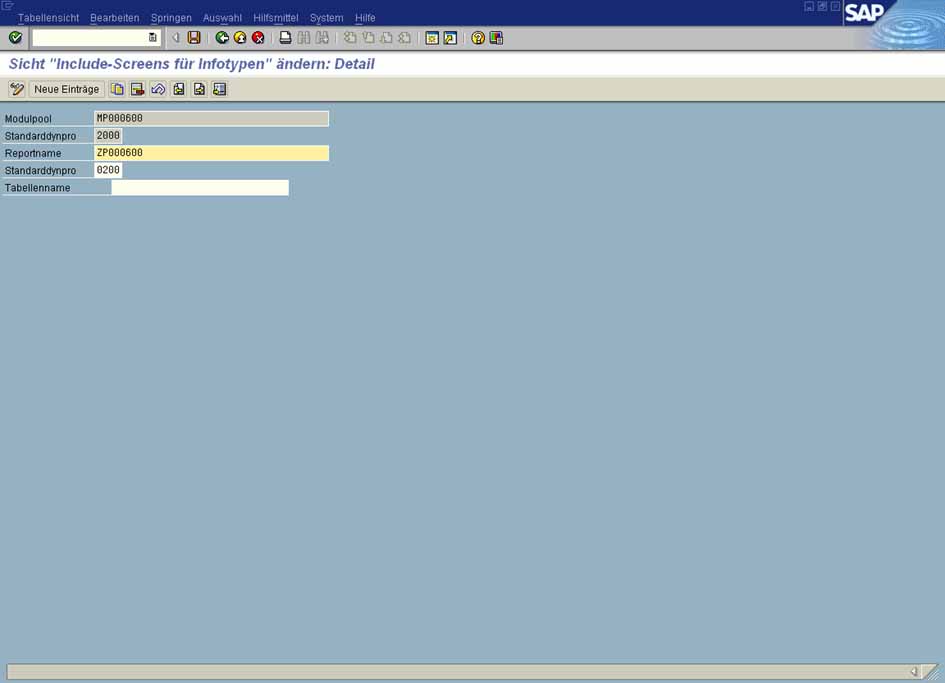 Tabellensicht Bearbeiten Springen Auswahl Hilfsmittel System Hilfe
SAP
Sicht "Include-Screens für Infotypen" ändern: Detail
Neue Einträge
Modulpool MP000600
Standarddynpro 2000
Reportname ZP000600
Standarddynpro 0200
Tabellenname